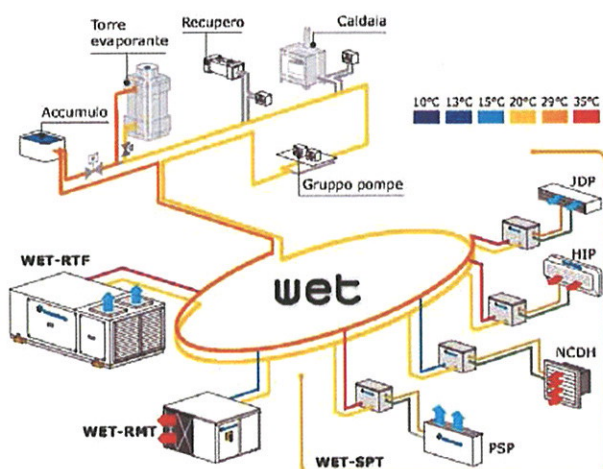 Torre
evaporante
Recupero
Caldaia
Accumulo
10°C 13°C 15°C 20°C 29°C 35°C
Gruppo pompe
JDP
HIP
WET-RTF
wet
NCDH
WET-RMT
WET-SPT
PSP